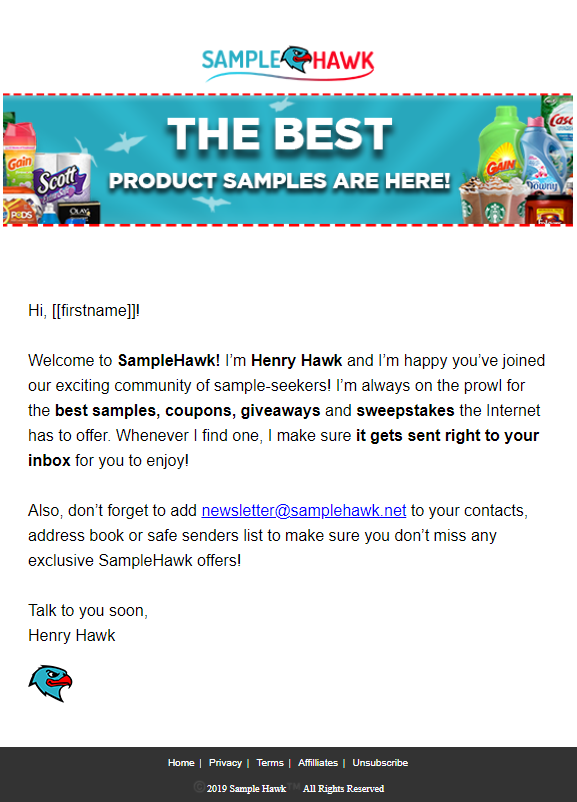 SAMPLE HAWK
THE BEST
PRODUCT SAMPLES ARE HERE!
Gain
Scott
PODS
OLAY
GAIN
Downy
STARBUCKS
Hi, [[firstname]]!
Welcome to SampleHawk! I’m Henry Hawk and I’m happy you’ve joined
our exciting community of sample-seekers! I’m always on the prowl for
the best samples, coupons, giveaways and sweepstakes the Internet
has to offer. Whenever I find one, I make sure it gets sent right to your
inbox for you to enjoy!
Also, don’t forget to add newsletter@samplehawk.net to your contacts,
address book or safe senders list to make sure you don’t miss any
exclusive SampleHawk offers!
Talk to you soon,
Henry Hawk
Home | Privacy | Terms | Affilliates | Unsubscribe
© 2019 Sample Hawk™ All Rights Reserved